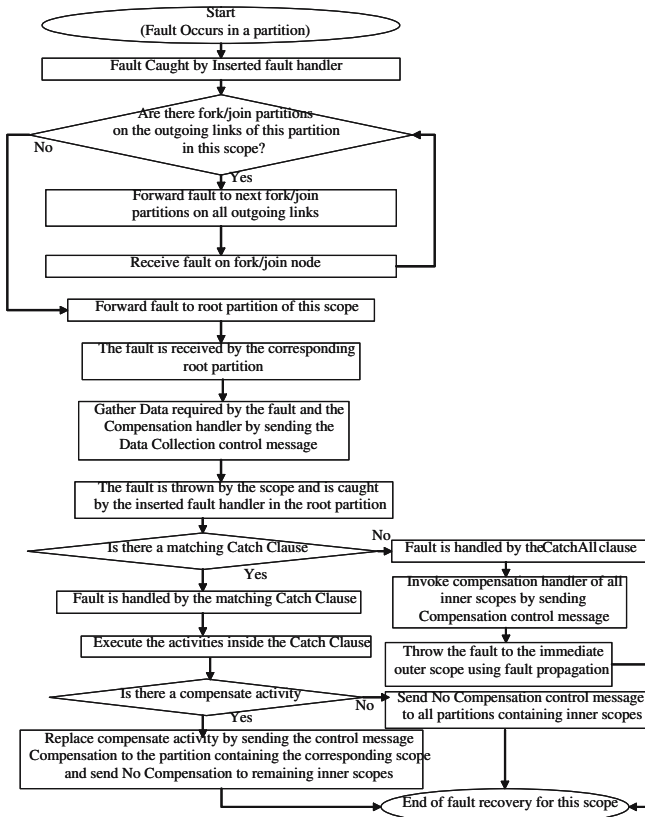 Start
(Fault Occurs in a partition)
Fault Caught by Inserted fault handler
Are there fork/join partitions
on the outgoing links of this partition
in this scope?
No
Yes
Forward fault to next fork/join
partitions on all outgoing links
Receive fault on fork/join node
Forward fault to root partition of this scope
The fault is received by the corresponding
root partition
Gather Data required by the fault and the
Compensation handler by sending the
Data Collection control message
The fault is thrown by the scope and is caught
by the inserted fault handler in the root partition
Is there a matching Catch Clause
No
Yes
Fault is handled by theCatchAll clause
Fault is handled by the matching Catch Clause
Invoke compensation handler of all
inner scopes by sending
Compensation control message
Execute the activities inside the Catch Clause
Throw the fault to the immediate
outer scope using fault propagation
Is there a compensate activity
No
Yes
Send No Compensation control message
to all partitions containing inner scopes
Replace compensate activity by sending the control message
Compensation to the partition containing the corresponding scope
and send No Compensation to remaining inner scopes
End of fault recovery for this scope